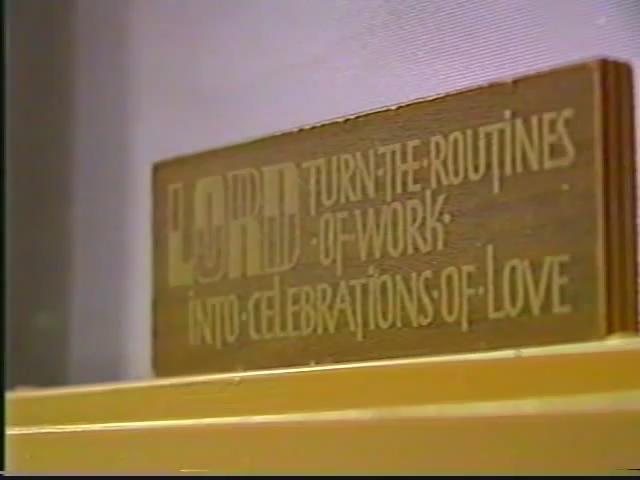 LORD TURN·THE·ROUTINES
·OF·WORK·
INTO·CELEBRATIONS·OF·LOVE